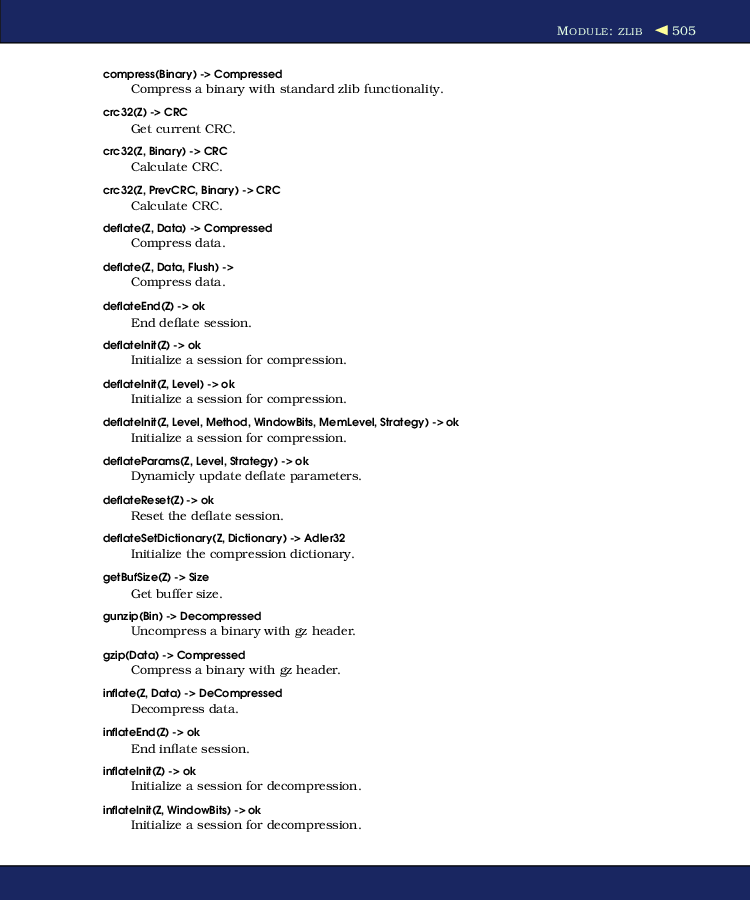 MODULE: ZLIB ◄ 505
compress(Binary) -> Compressed
Compress a binary with standard zlib functionality.
crc32(Z) -> CRC
Get current CRC.
crc32(Z, Binary) -> CRC
Calculate CRC.
crc32(Z, PrevCRC, Binary) -> CRC
Calculate CRC.
deflate(Z, Data) -> Compressed
Compress data.
deflate(Z, Data, Flush) ->
Compress data.
deflateEnd(Z) -> ok
End deflate session.
deflateInit(Z) -> ok
Initialize a session for compression.
deflateInit(Z, Level) -> ok
Initialize a session for compression.
deflateInit(Z, Level, Method, WindowBits, MemLevel, Strategy) -> ok
Initialize a session for compression.
deflateParams(Z, Level, Strategy) -> ok
Dynamicly update deflate parameters.
deflateReset(Z) -> ok
Reset the deflate session.
deflateSetDictionary(Z, Dictionary) -> Adler32
Initialize the compression dictionary.
getBufSize(Z) -> Size
Get buffer size.
gunzip(Bin) -> Decompressed
Uncompress a binary with gz header.
gzip(Data) -> Compressed
Compress a binary with gz header.
inflate(Z, Data) -> DeCompressed
Decompress data.
inflateEnd(Z) -> ok
End inflate session.
inflateInit(Z) -> ok
Initialize a session for decompression.
inflateInit(Z, WindowBits) -> ok
Initialize a session for decompression.